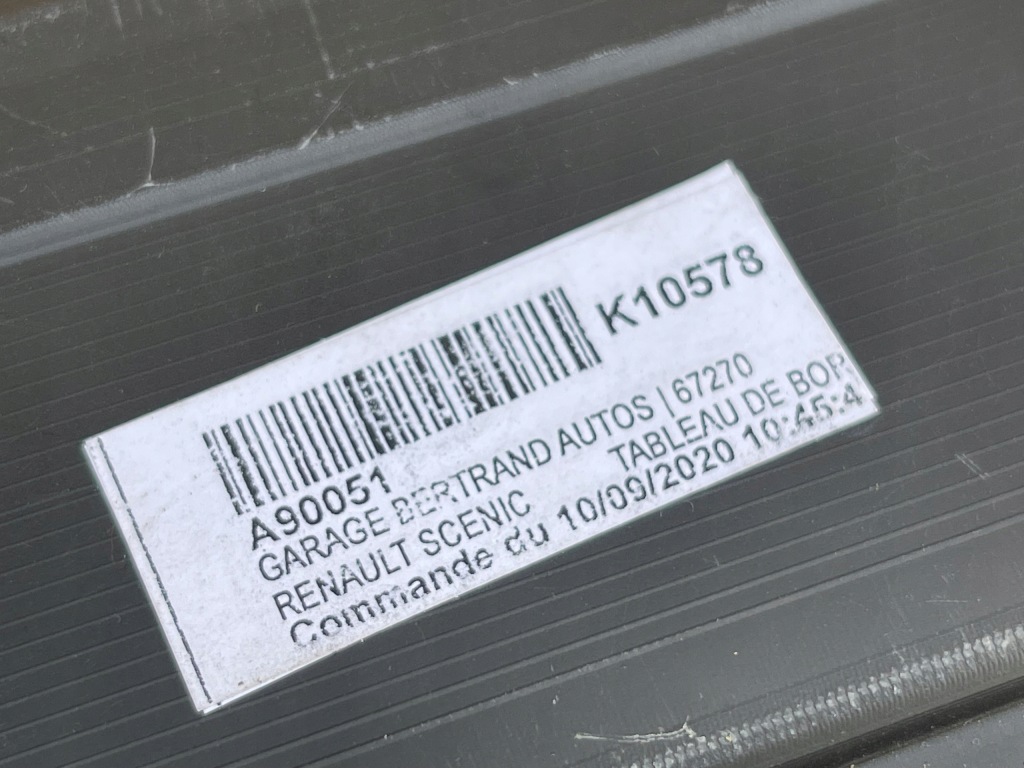 K10578
A90051
GARAGE BERTRAND AUTOS | 67270
RENAULT SCENIC TABLEAU DE BOR
Commande du 10/09/2020 10:45:4